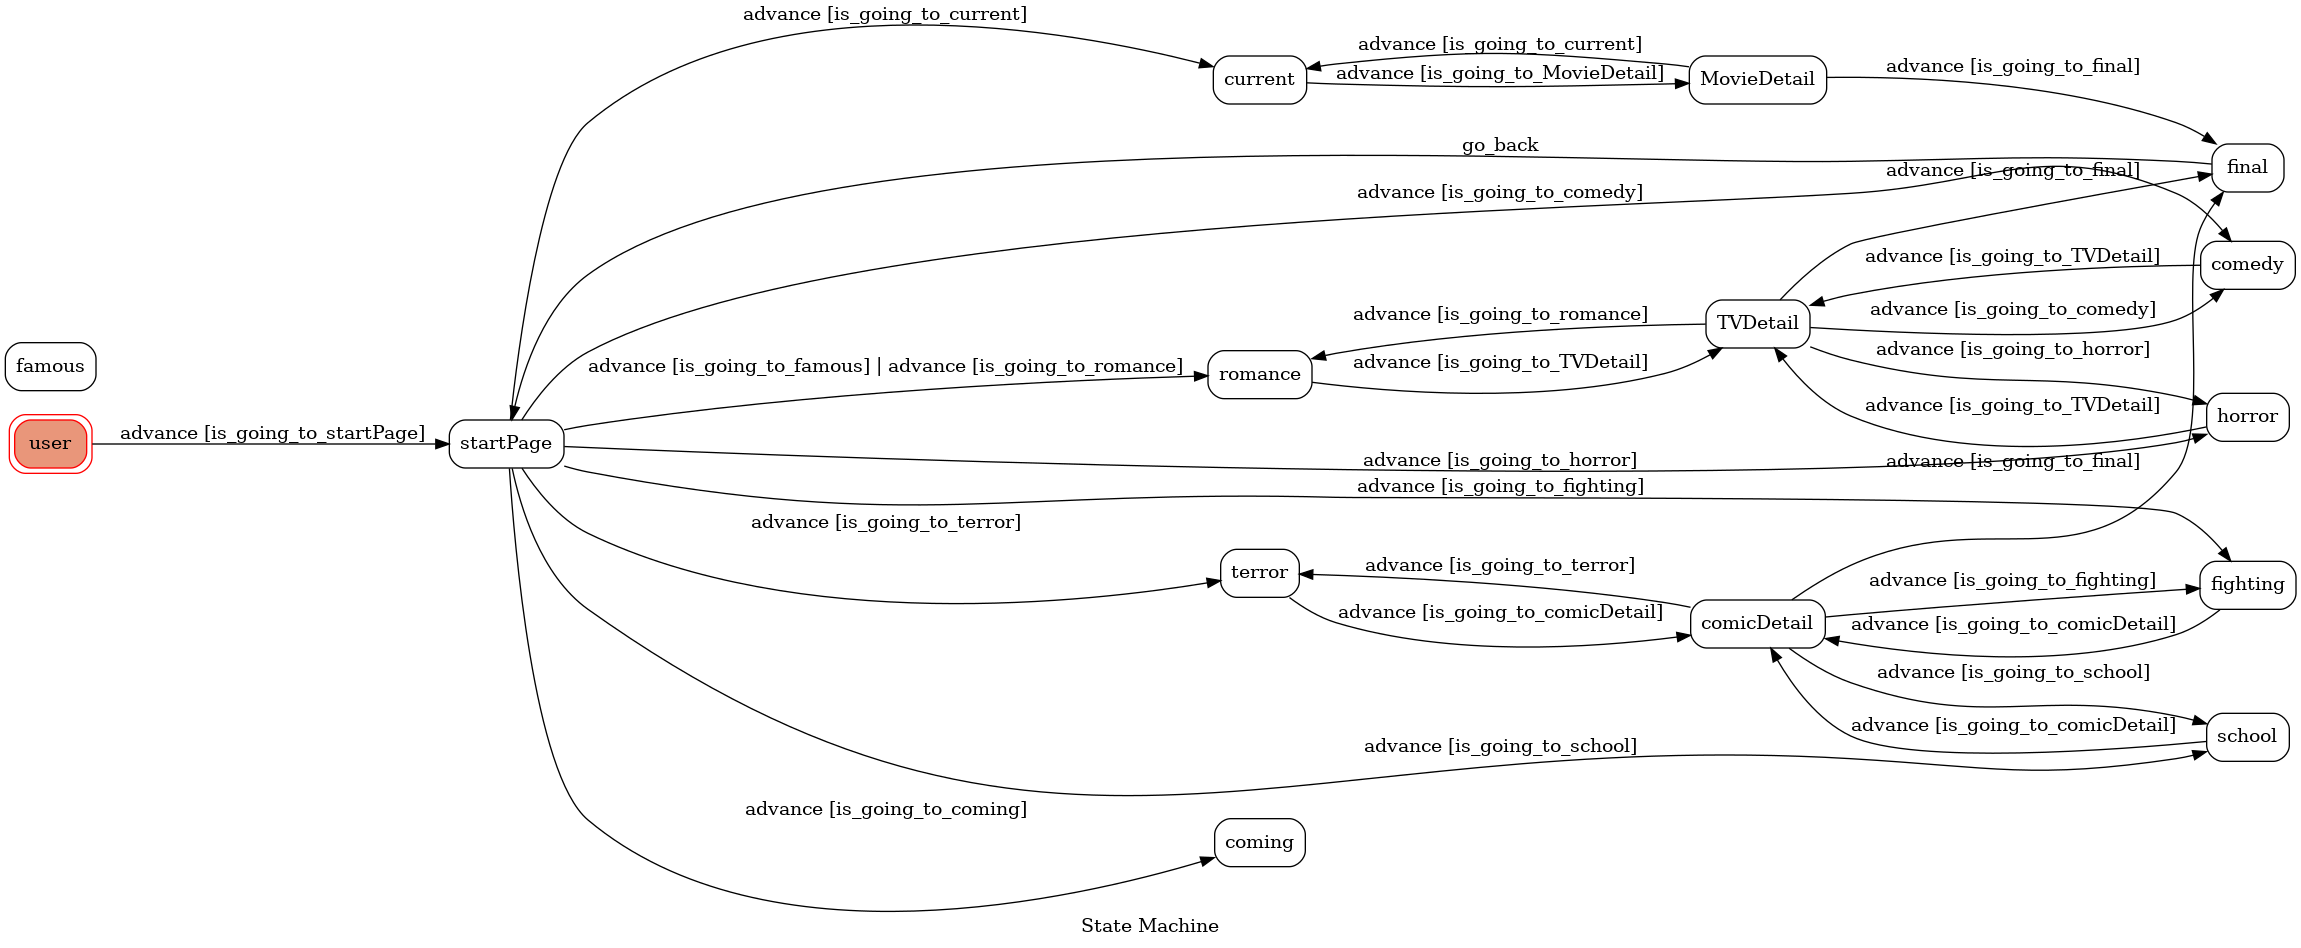 advance [is_going_to_current]
advance [is_going_to_current]
current
advance [is_going_to_MovieDetail]
MovieDetail
advance [is_going_to_final]
go_back
final
advance [is_going_to_final]
advance [is_going_to_comedy]
advance [is_going_to_TVDetail]
comedy
advance [is_going_to_romance]
TVDetail
advance [is_going_to_comedy]
famous
advance [is_going_to_famous] | advance [is_going_to_romance]
romance
advance [is_going_to_TVDetail]
advance [is_going_to_horror]
advance [is_going_to_TVDetail]
horror
user
advance [is_going_to_startPage]
startPage
advance [is_going_to_horror]
advance [is_going_to_final]
advance [is_going_to_fighting]
advance [is_going_to_terror]
terror
advance [is_going_to_terror]
advance [is_going_to_fighting]
fighting
advance [is_going_to_comicDetail]
comicDetail
advance [is_going_to_comicDetail]
advance [is_going_to_school]
advance [is_going_to_comicDetail]
school
advance [is_going_to_school]
advance [is_going_to_coming]
coming
State Machine